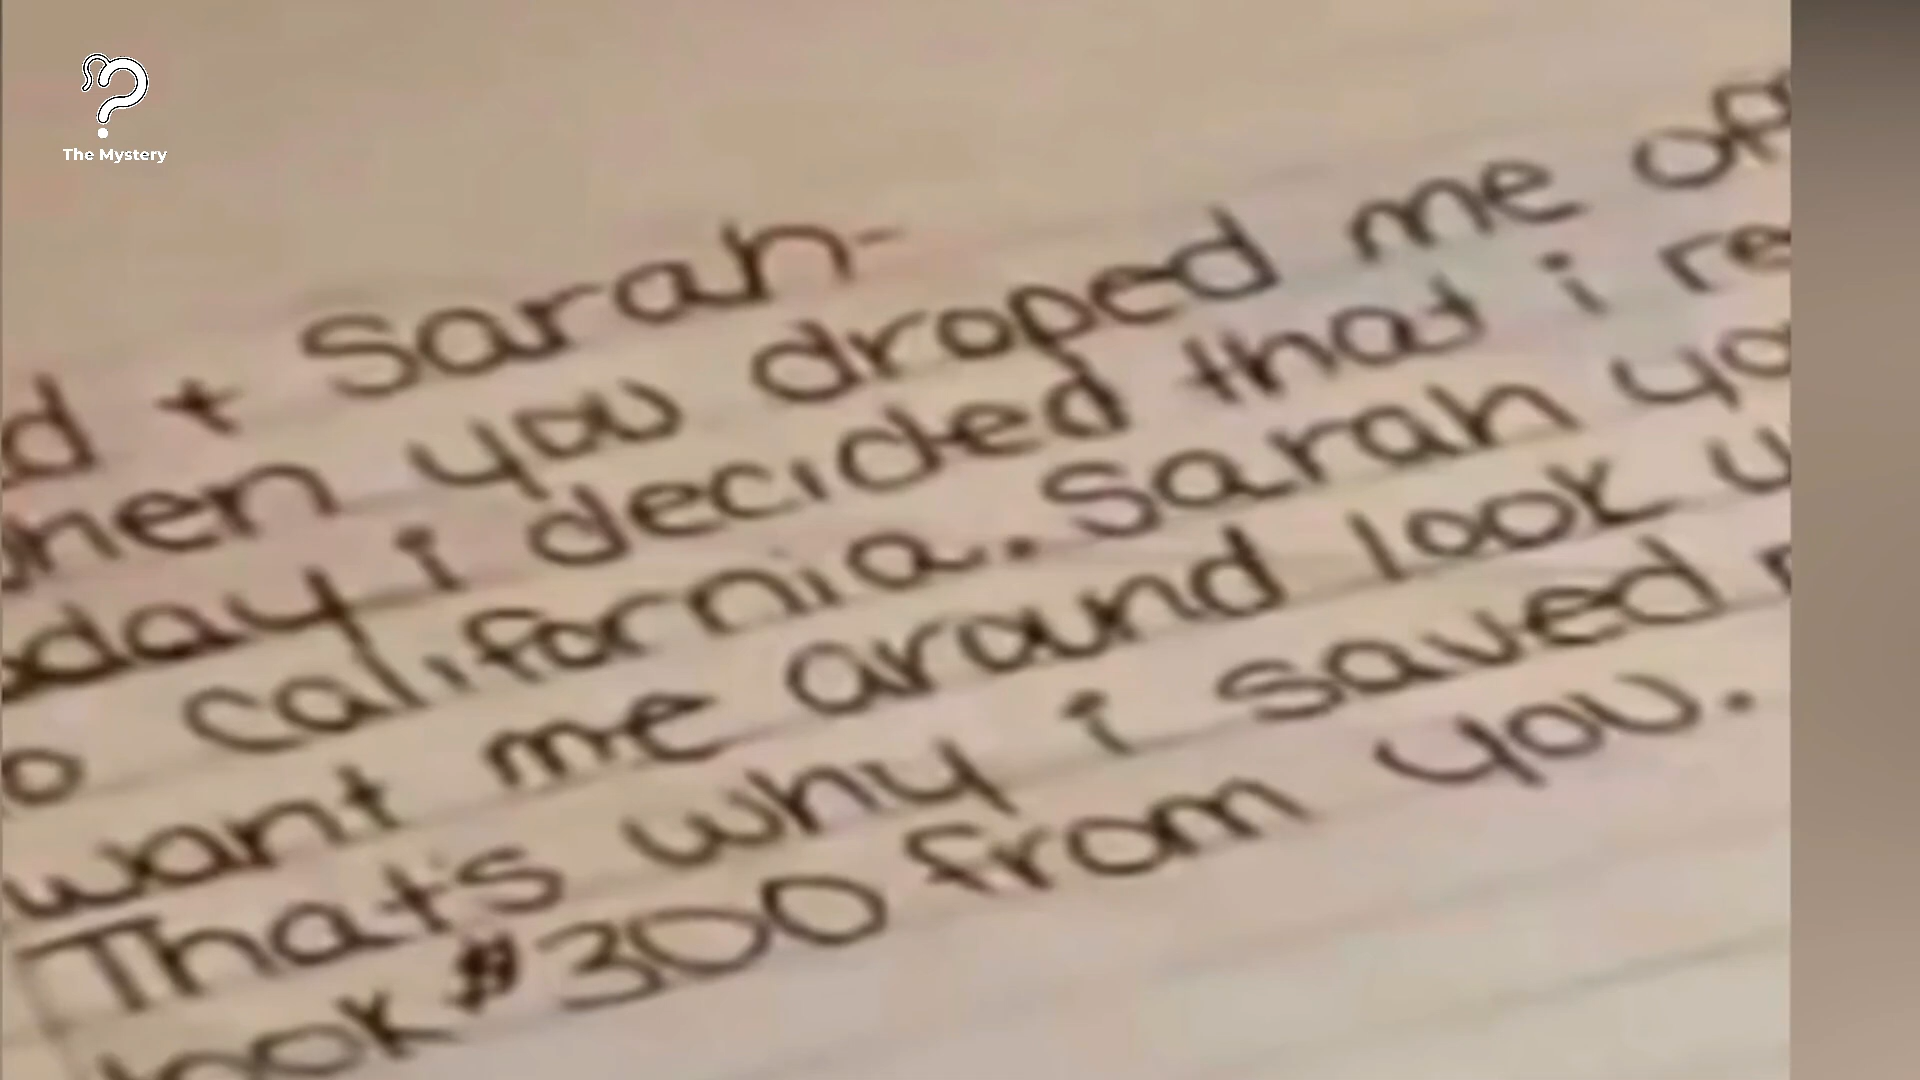 The Mystery
d + Sarah-
hen you droped me of
day i decided that i re
o california. Sarah yo
want me around look u
That's why i saved
ook $300 from you.